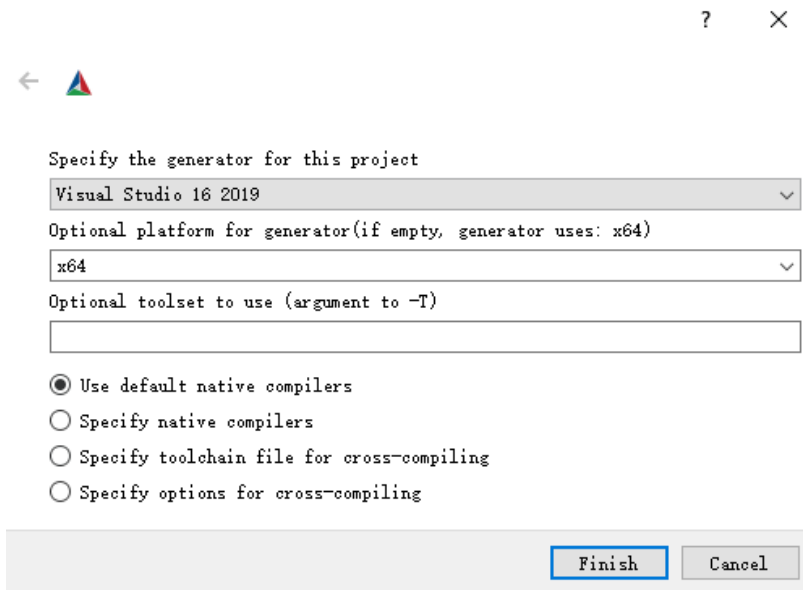 ?
Specify the generator for this project
Visual Studio 16 2019
Optional platform for generator(if empty, generator uses: x64)
x64
Optional toolset to use (argument to -T)
Use default native compilers
Specify native compilers
Specify toolchain file for cross-compiling
Specify options for cross-compiling
Finish Cancel